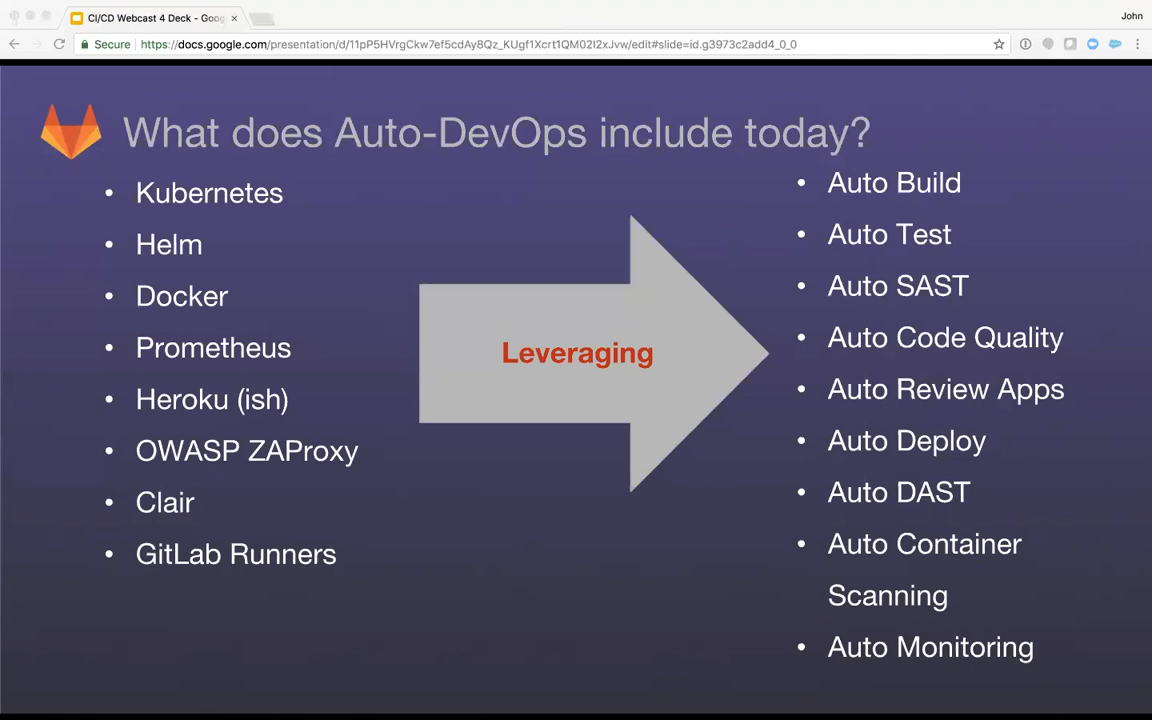 CI/CD Webcast 4 Deck - Goog
John
Secure
https://docs.google.com/presentation/d/11pP5HVrgCkw7ef5cdAy8Qz_KUgf1Xcrt1QM02I2xJvw/edit#slide=id.g3973c2add4_0_0
What does Auto-DevOps include today?
• Kubernetes
• Helm
• Docker
• Prometheus
• Heroku (ish)
• OWASP ZAProxy
• Clair
• GitLab Runners
Leveraging
• Auto Build
• Auto Test
• Auto SAST
• Auto Code Quality
• Auto Review Apps
• Auto Deploy
• Auto DAST
• Auto Container
Scanning
• Auto Monitoring